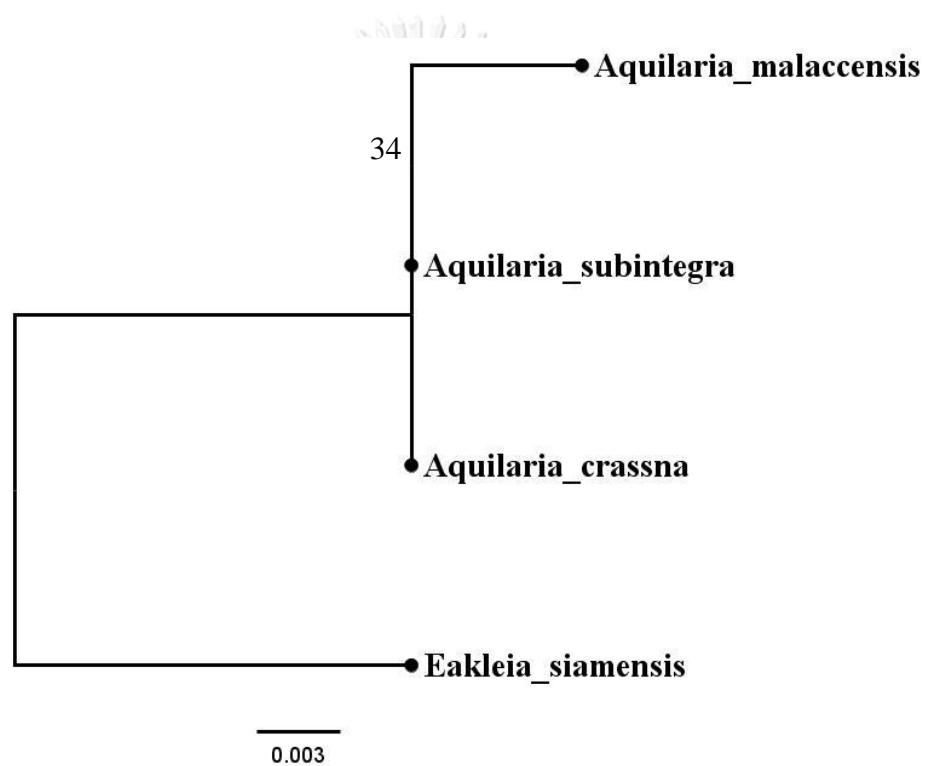 Aquilaria_malaccensis
34
Aquilaria_subintegra
Aquilaria_crassna
Eakleia_siamensis
0.003